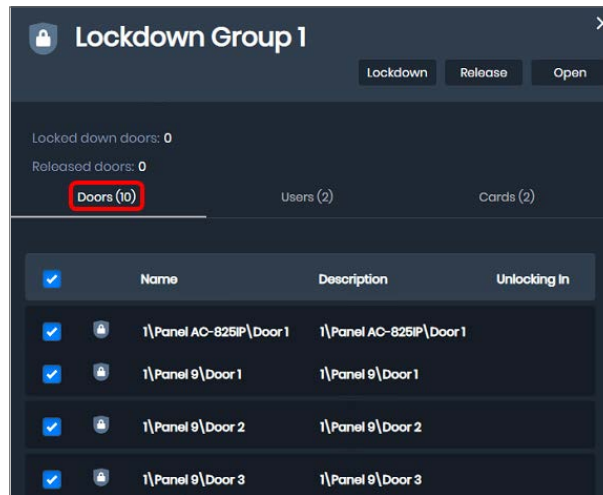 Lockdown Group 1
Lockdown Release Open
Locked down doors: 0
Released doors: 0
Doors (10) Users (2) Cards (2)
Name Description Unlocking In
1\Panel AC-825IP\Door 1 1\Panel AC-825IP\Door 1
1\Panel 9\Door 1 1\Panel 9\Door 1
1\Panel 9\Door 2 1\Panel 9\Door 2
1\Panel 9\Door 3 1\Panel 9\Door 3